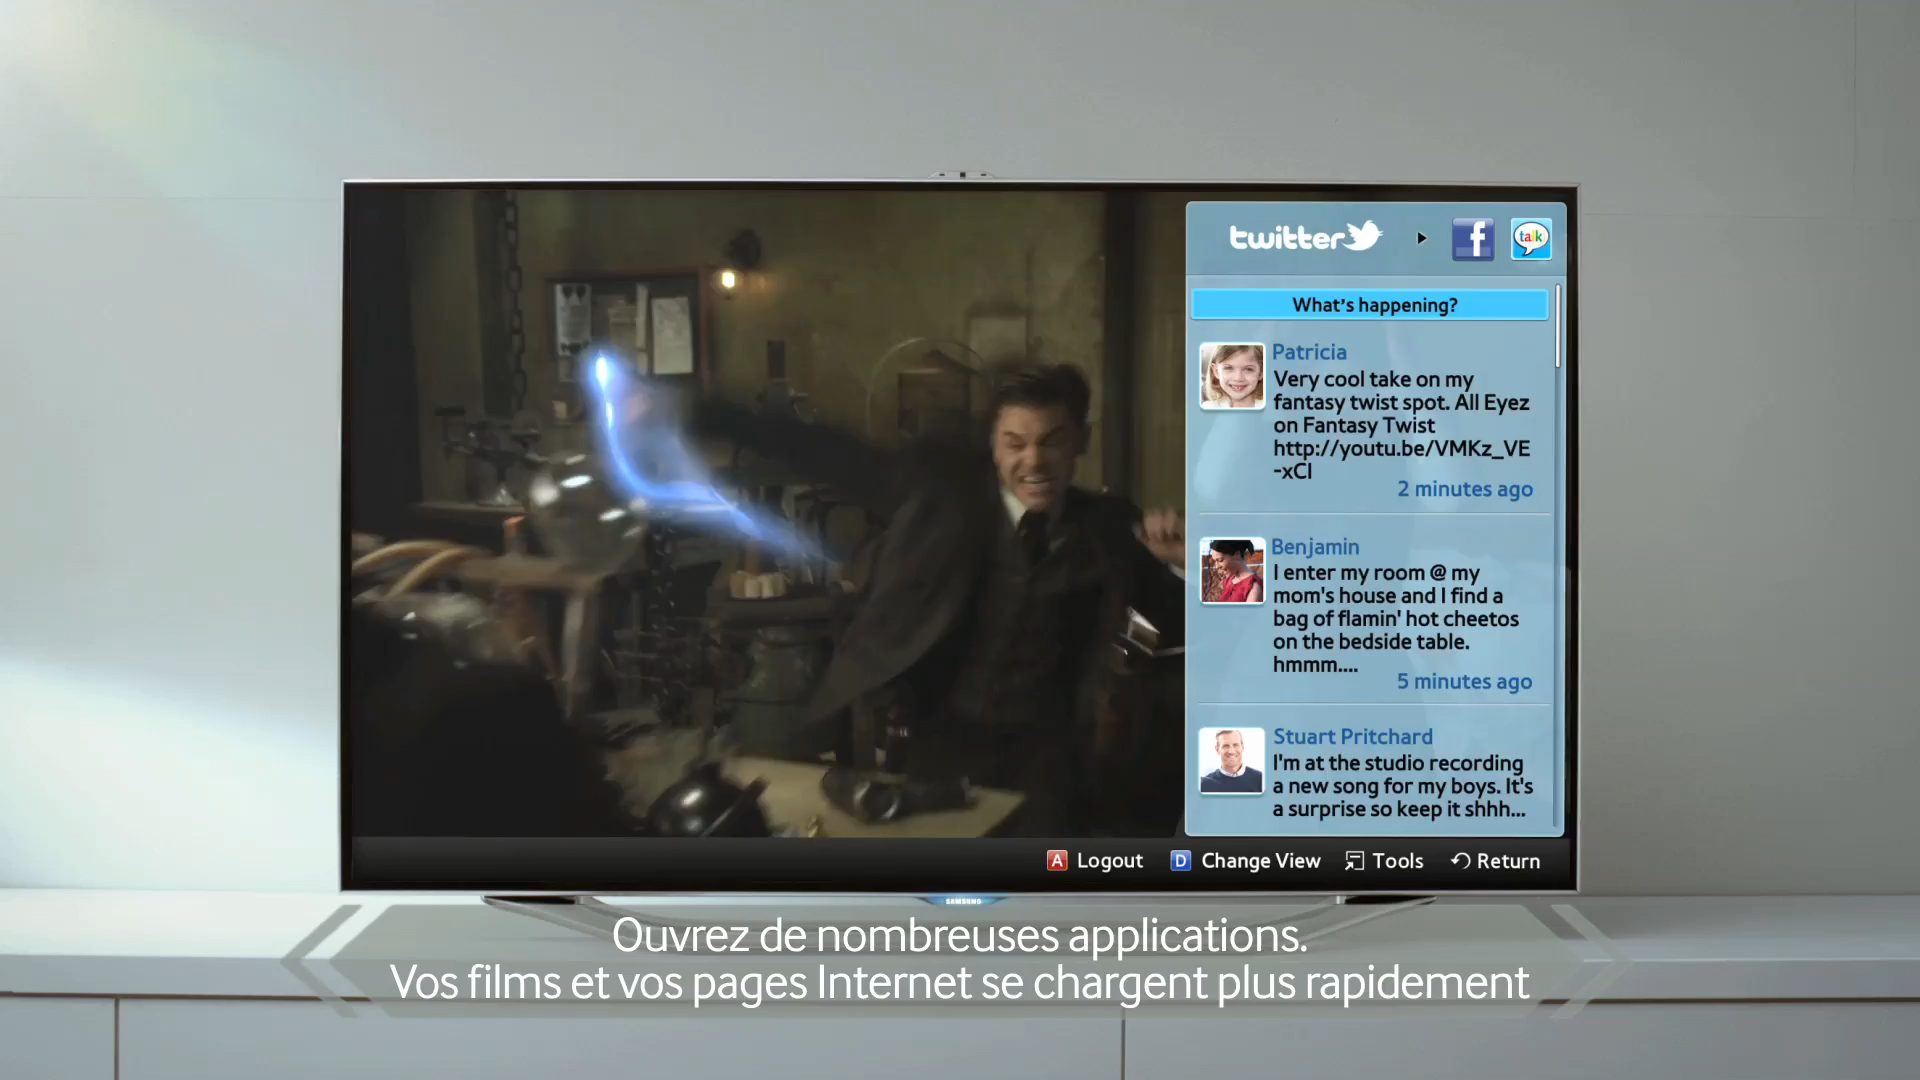 twitter
f
talk
What's happening?
Patricia
Very cool take on my
fantasy twist spot. All Eyez
on Fantasy Twist
http://youtu.be/VMKz_VE
-xCI
2 minutes ago
Benjamin
I enter my room @ my
mom's house and I find a
bag of flamin' hot cheetos
on the bedside table.
hmmm....
5 minutes ago
Stuart Pritchard
I'm at the studio recording
a new song for my boys. It's
a surprise so keep it shhh...
A Logout D Change View Tools Return
SAMSUNG
Ouvrez de nombreuses applications.
Vos films et vos pages Internet se chargent plus rapidement